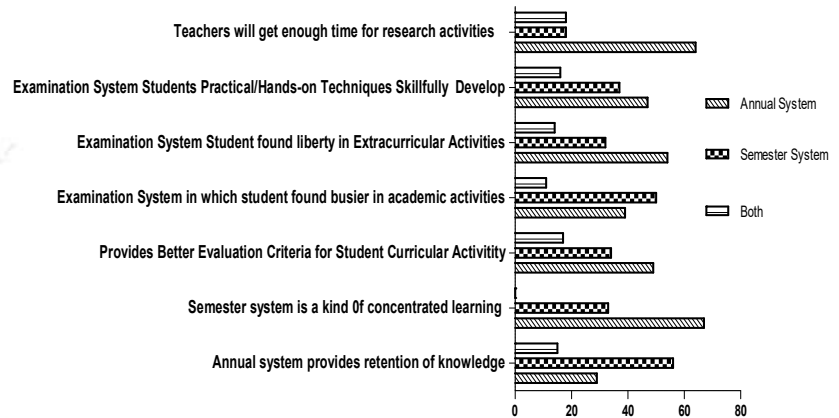 Teachers will get enough time for research activities
Examination System Students Practical/Hands-on Techniques Skillfully Develop
Examination System Student found liberty in Extracurricular Activities
Examination System in which student found busier in academic activities
Provides Better Evaluation Criteria for Student Curricular Activitity
Semester system is a kind 0f concentrated learning
Annual system provides retention of knowledge
Annual System
Semester System
Both
0 20 40 60 80